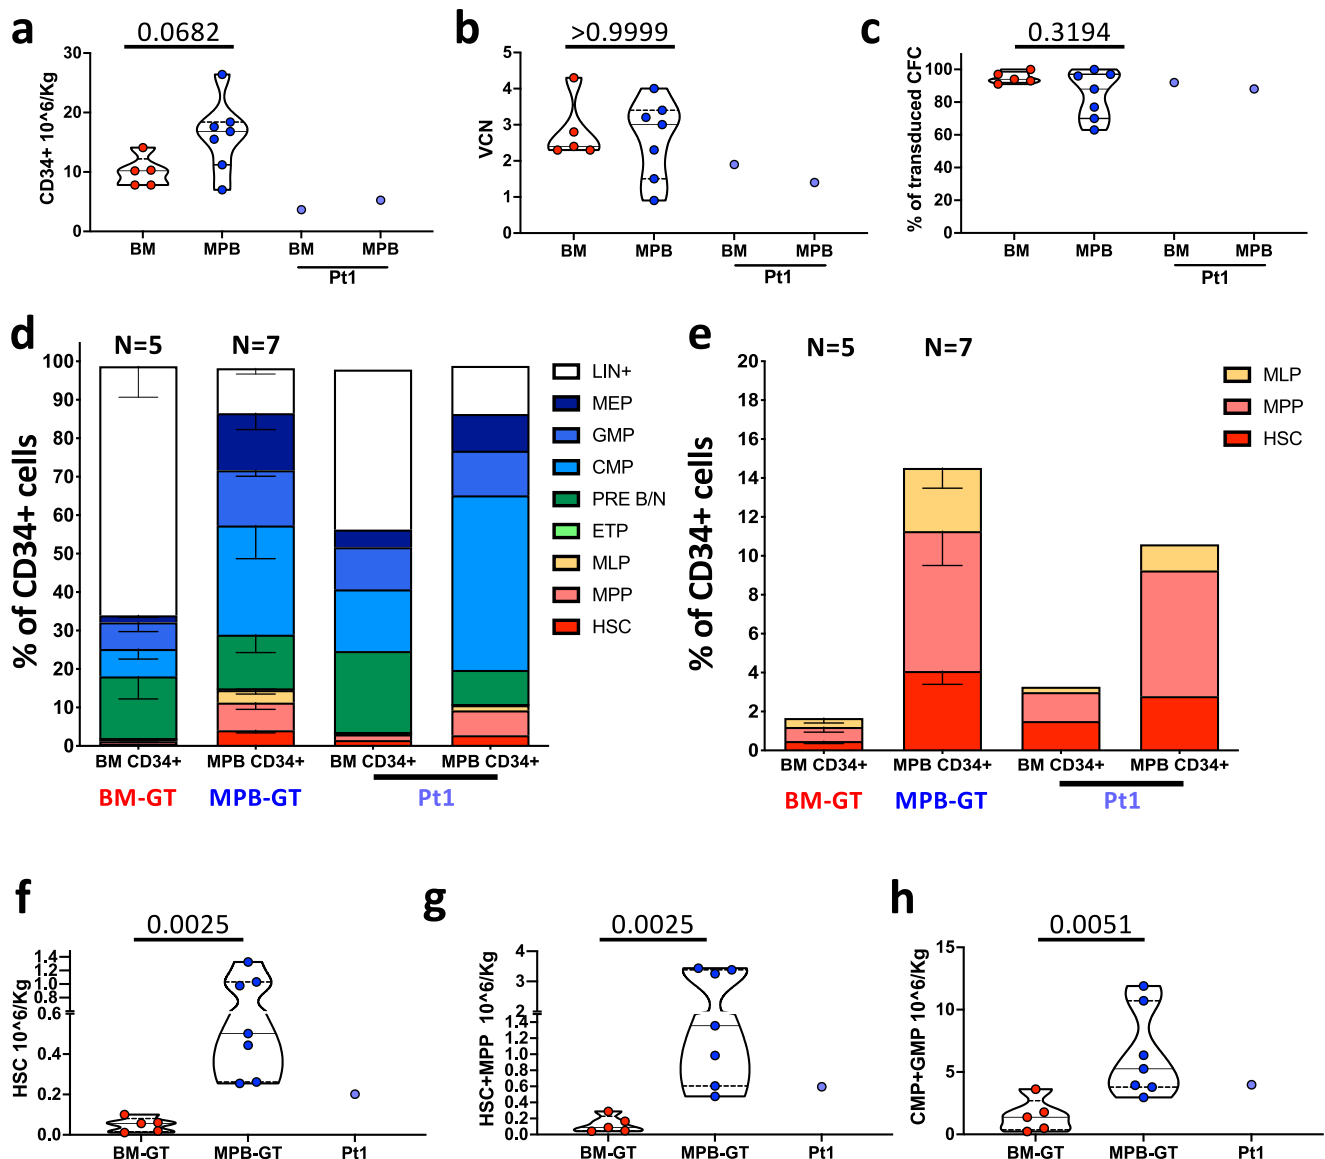 a
0.0682
CD34+ 10^6/Kg
30
20
10
0
BM
MPB
BM
MPB
Pt1
b
>0.9999
VCN
5
4
3
2
1
0
BM
MPB
BM
MPB
Pt1
c
0.3194
% of transduced CFC
100
80
60
40
20
0
BM
MPB
BM
MPB
Pt1
d
N=5
N=7
% of CD34+ cells
100
90
80
70
60
50
40
30
20
10
0
LIN+
MEP
GMP
CMP
PRE B/N
ETP
MLP
MPP
HSC
BM CD34+
MPB CD34+
BM CD34+
MPB CD34+
BM-GT
MPB-GT
Pt1
e
N=5
N=7
% of CD34+ cells
20
18
16
14
12
10
8
6
4
2
0
MLP
MPP
HSC
BM CD34+
MPB CD34+
BM CD34+
MPB CD34+
BM-GT
MPB-GT
Pt1
f
0.0025
HSC 10^6/Kg
1.4
1.2
1.0
0.8
0.6
0.4
0.2
0.0
BM-GT
MPB-GT
Pt1
g
0.0025
HSC+MPP 10^6/Kg
4
3
2
1.4
1.2
1.0
0.8
0.6
0.4
0.2
0.0
BM-GT
MPB-GT
Pt1
h
0.0051
CMP+GMP 10^6/Kg
15
10
5
0
BM-GT
MPB-GT
Pt1